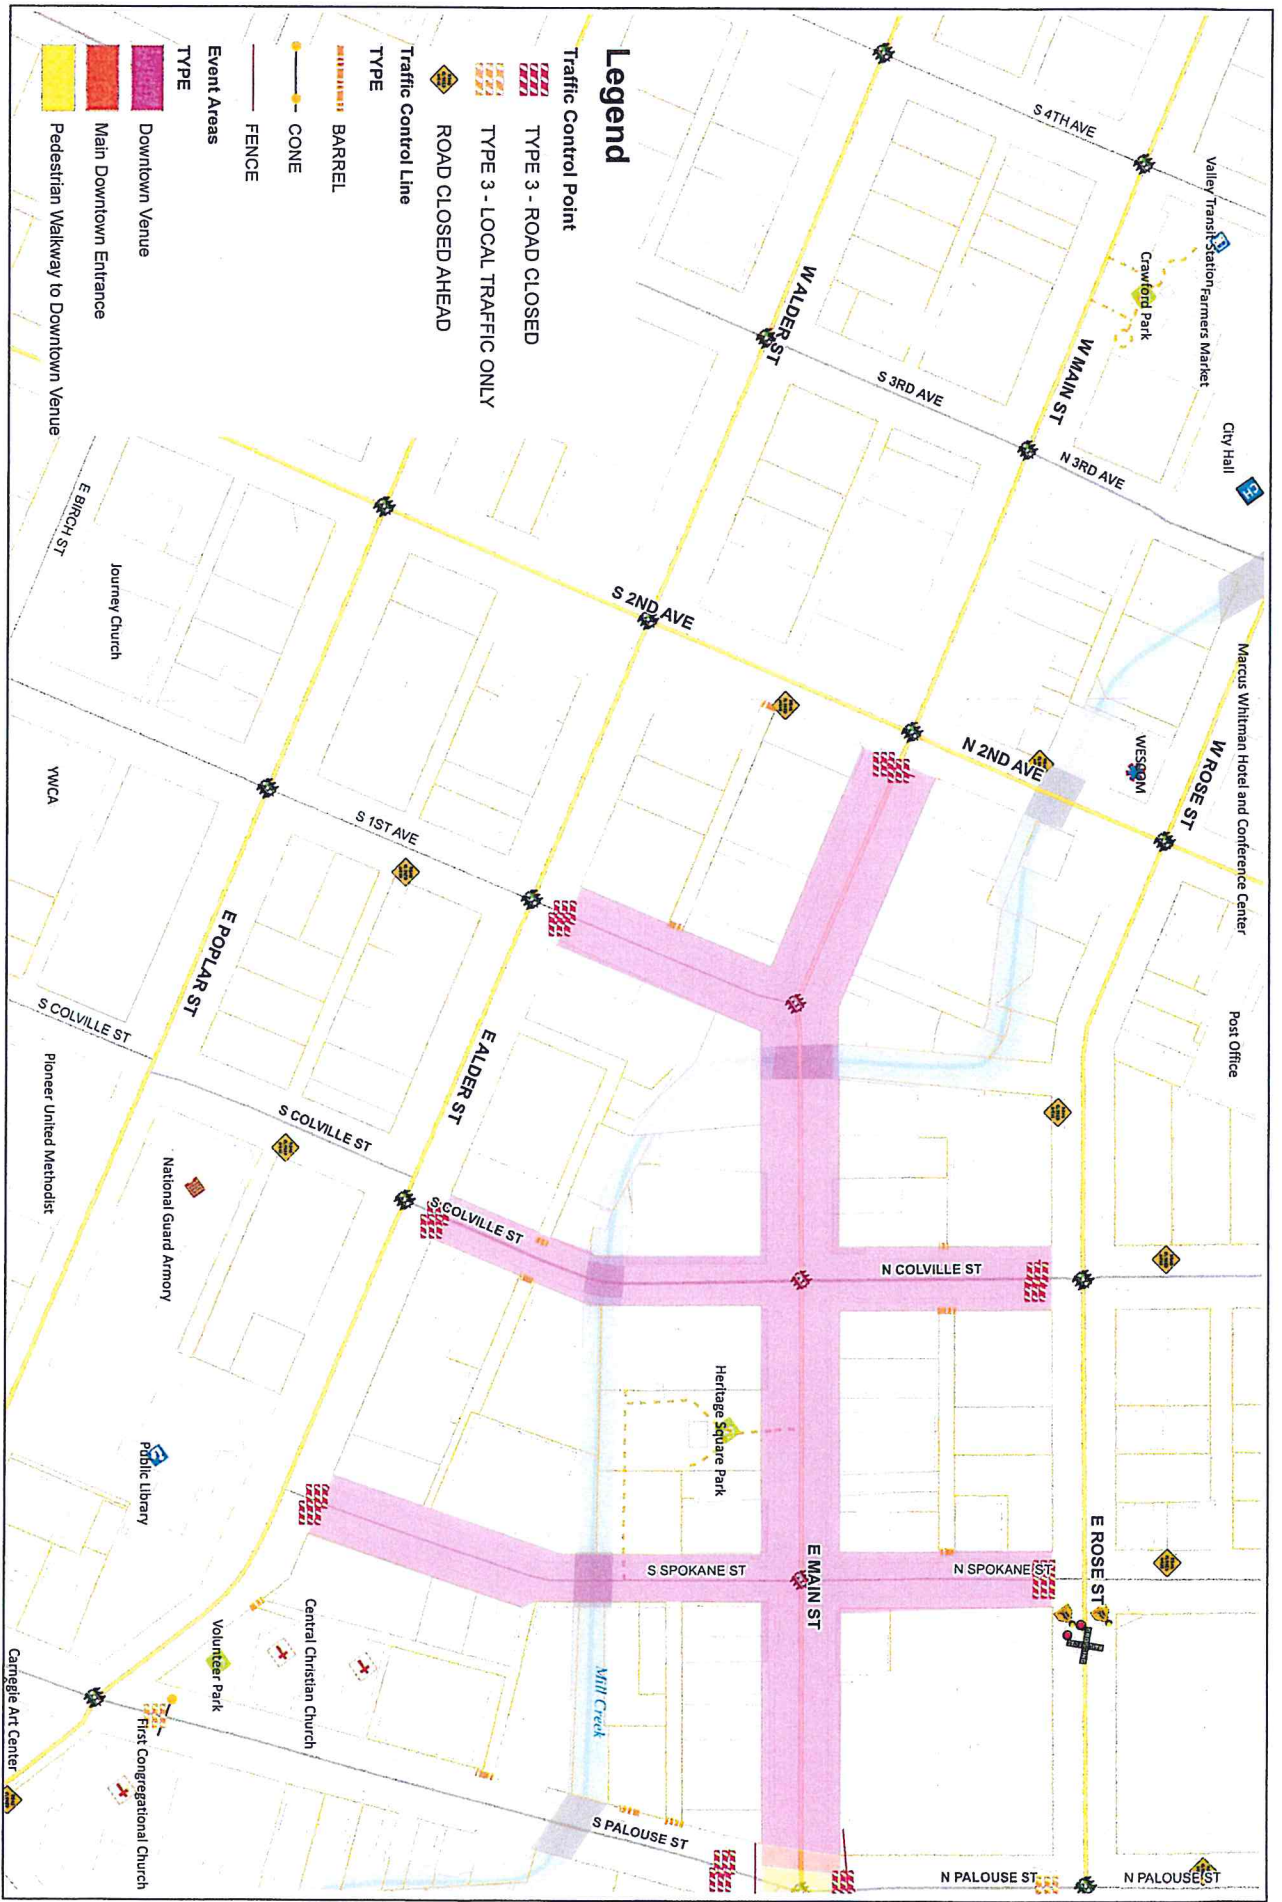 Legend
Traffic Control Point
TYPE 3 - ROAD CLOSED
TYPE 3 - LOCAL TRAFFIC ONLY
ROAD CLOSED AHEAD
Traffic Control Line
TYPE
BARREL
CONE
FENCE
Event Areas
TYPE
Downtown Venue
Main Downtown Entrance
Pedestrian Walkway to Downtown Venue
S 4TH AVE
Valley Transit Station
Farmers Market
Crawford Park
City Hall
CH
W ALDER ST
W MAIN ST
S 3RD AVE
N 3RD AVE
Marcus Whitman Hotel and Conference Center
W ROSE ST
WESCOM
N 2ND AVE
S 2ND AVE
E BIRCH ST
Journey Church
YWCA
S 1ST AVE
E POPLAR ST
E ALDER ST
Post Office
S COLVILLE ST
S COLVILLE ST
S COLVILLE ST
N COLVILLE ST
Pioneer United Methodist
National Guard Armory
Heritage Square Park
Public Library
E ROSE ST
E MAIN ST
S SPOKANE ST
N SPOKANE ST
Volunteer Park
Central Christian Church
Mill Creek
Carnegie Art Center
First Congregational Church
S PALOUSE ST
N PALOUSE ST
N PALOUSE ST